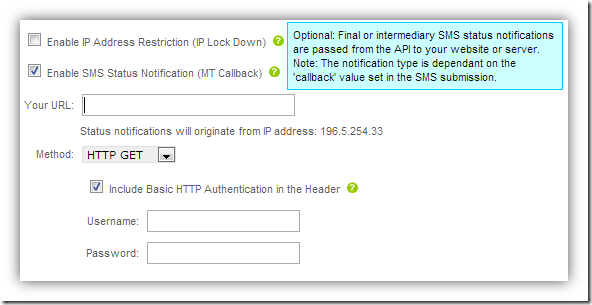 Enable IP Address Restriction (IP Lock Down) ?
Optional: Final or intermediary SMS status notifications
are passed from the API to your website or server.
Note: The notification type is dependant on the
'callback' value set in the SMS submission.
Enable SMS Status Notification (MT Callback) ?
Your URL:
Status notifications will originate from IP address: 196.5.254.33
Method: HTTP GET
Include Basic HTTP Authentication in the Header ?
Username:
Password: